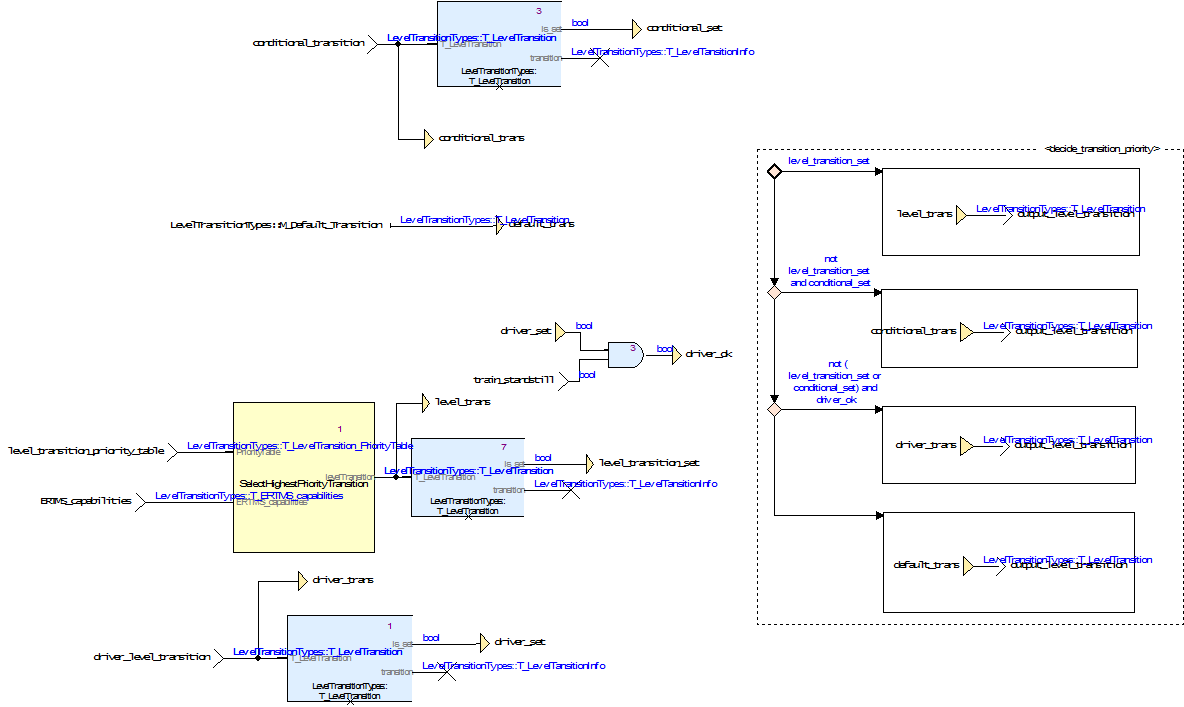 3
Is_set
bool
conditional_set
conditional_transition
LevelTransitionTypes::T_LevelTransition
T_LevelTransition
transition
LevelTransitionTypes::T_LevelTansitionInfo
LevelTransitionTypes::
T_LevelTransition
conditional_trans
LevelTransitionTypes::M_Default_Transition
LevelTransitionTypes::T_LevelTransition
default_trans
driver_set
bool
3
bool
driver_ok
train_standstill
bool
level_trans
1
level_transition_priority_table
LevelTransitionTypes::T_LevelTransition_PriorityTable
PriorityTable
7
Is_set
bool
level_transition_set
levelTransition
LevelTransitionTypes::T_LevelTransition
T_LevelTransition
SelectHighestPriorityTransition
transition
LevelTransitionTypes::T_LevelTansitionInfo
ERTMS_capabilities
LevelTransitionTypes::T_ERTMS_capabilities
ERTMS_capabilities
LevelTransitionTypes::
T_LevelTransition
driver_trans
1
Is_set
bool
driver_set
driver_level_transition
LevelTransitionTypes::T_LevelTransition
T_LevelTransition
transition
LevelTransitionTypes::T_LevelTansitionInfo
LevelTransitionTypes::
T_LevelTransition
<decide_transition_priority>
level_transition_set
level_trans
LevelTransitionTypes::T_LevelTransition
output_level_transition
not
level_transition_set
and conditional_set
conditional_trans
LevelTransitionTypes::T_LevelTransition
output_level_transition
not (
level_transition_set or
conditional_set) and
driver_ok
driver_trans
LevelTransitionTypes::T_LevelTransition
output_level_transition
default_trans
LevelTransitionTypes::T_LevelTransition
output_level_transition